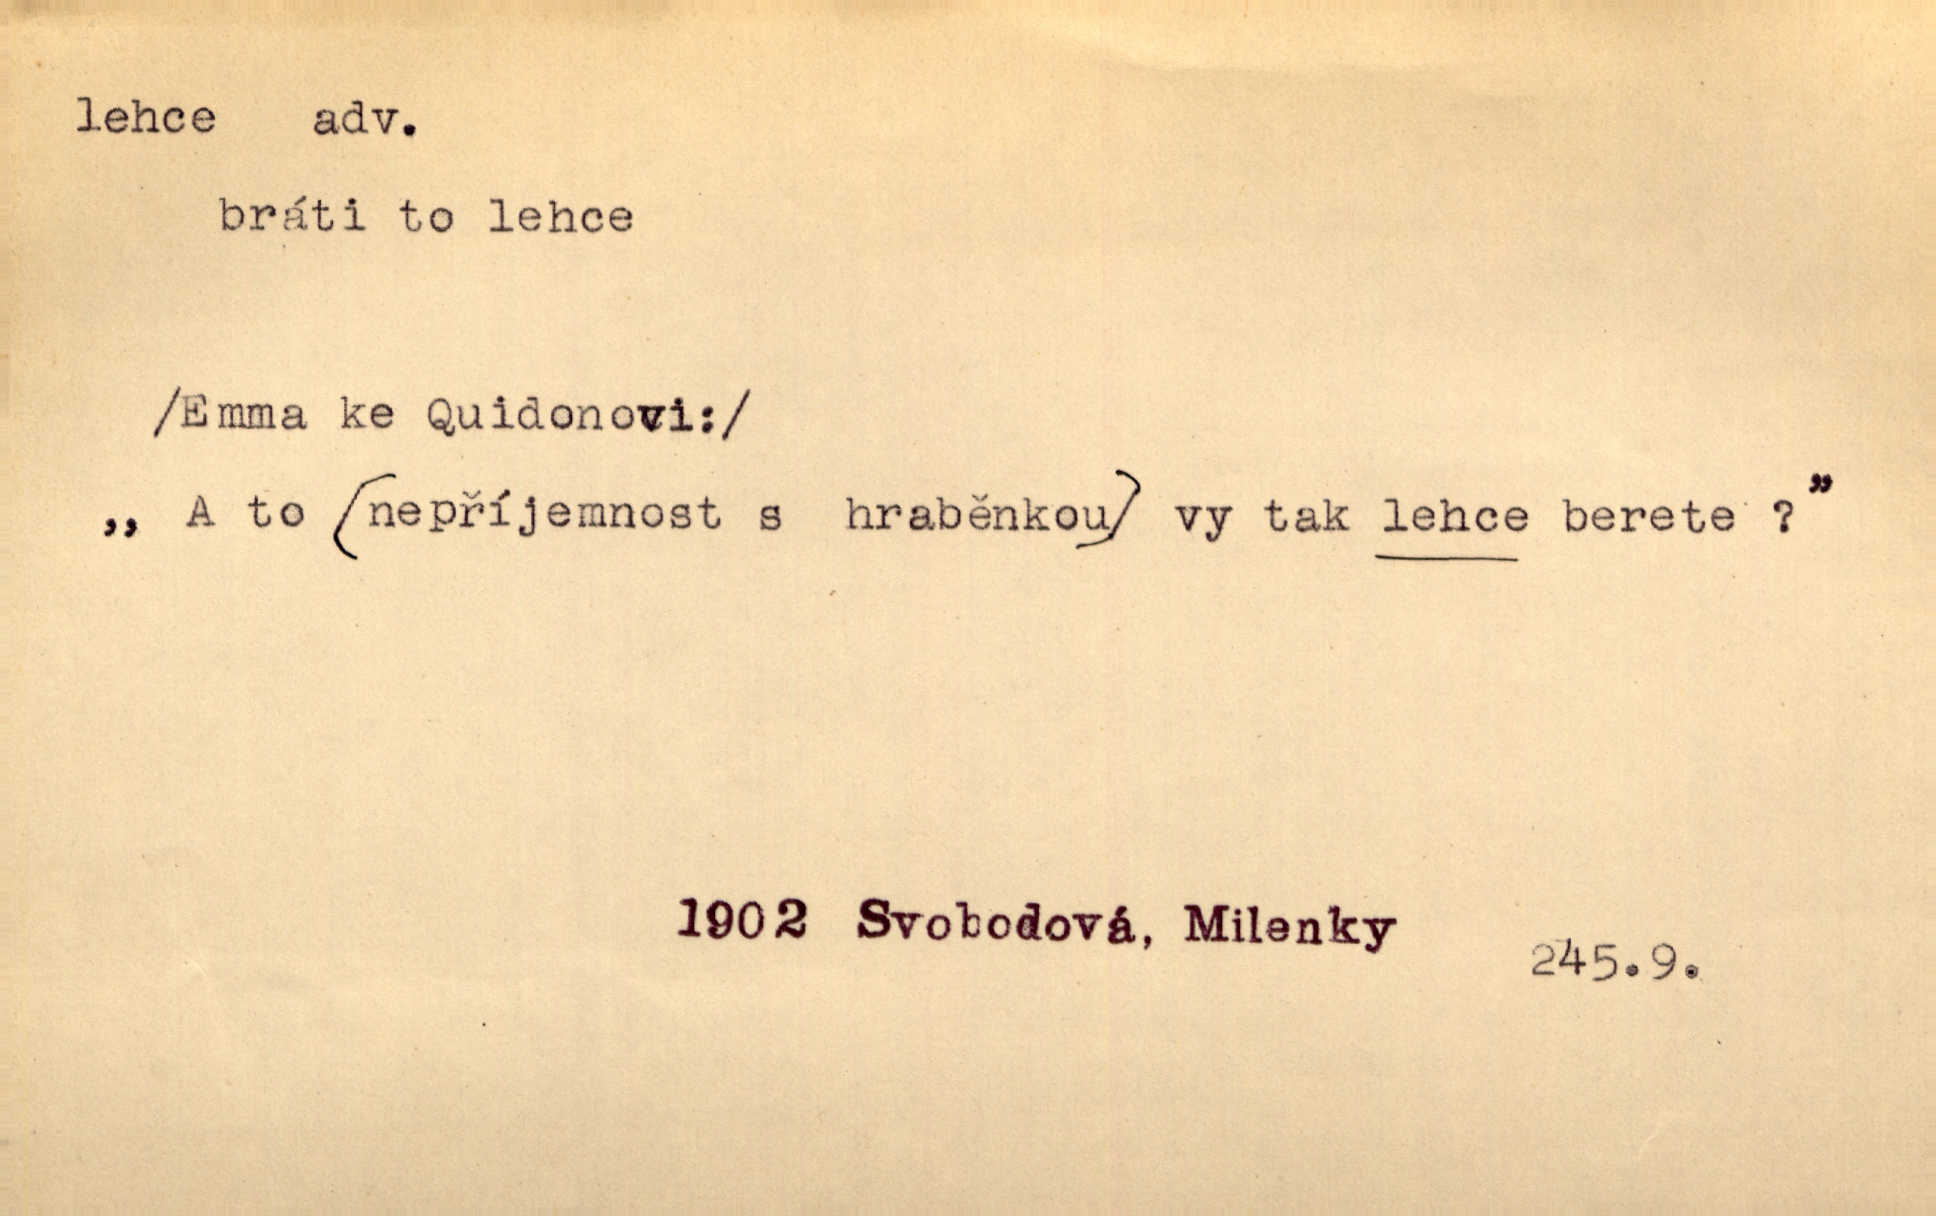 lehce adv.
bráti to lehce
/Emma ke Quidonovi:/
„ A to (nepříjemnost s hraběnkou) vy tak lehce berete ?”
1902 Svobodová, Milenky
245.9.